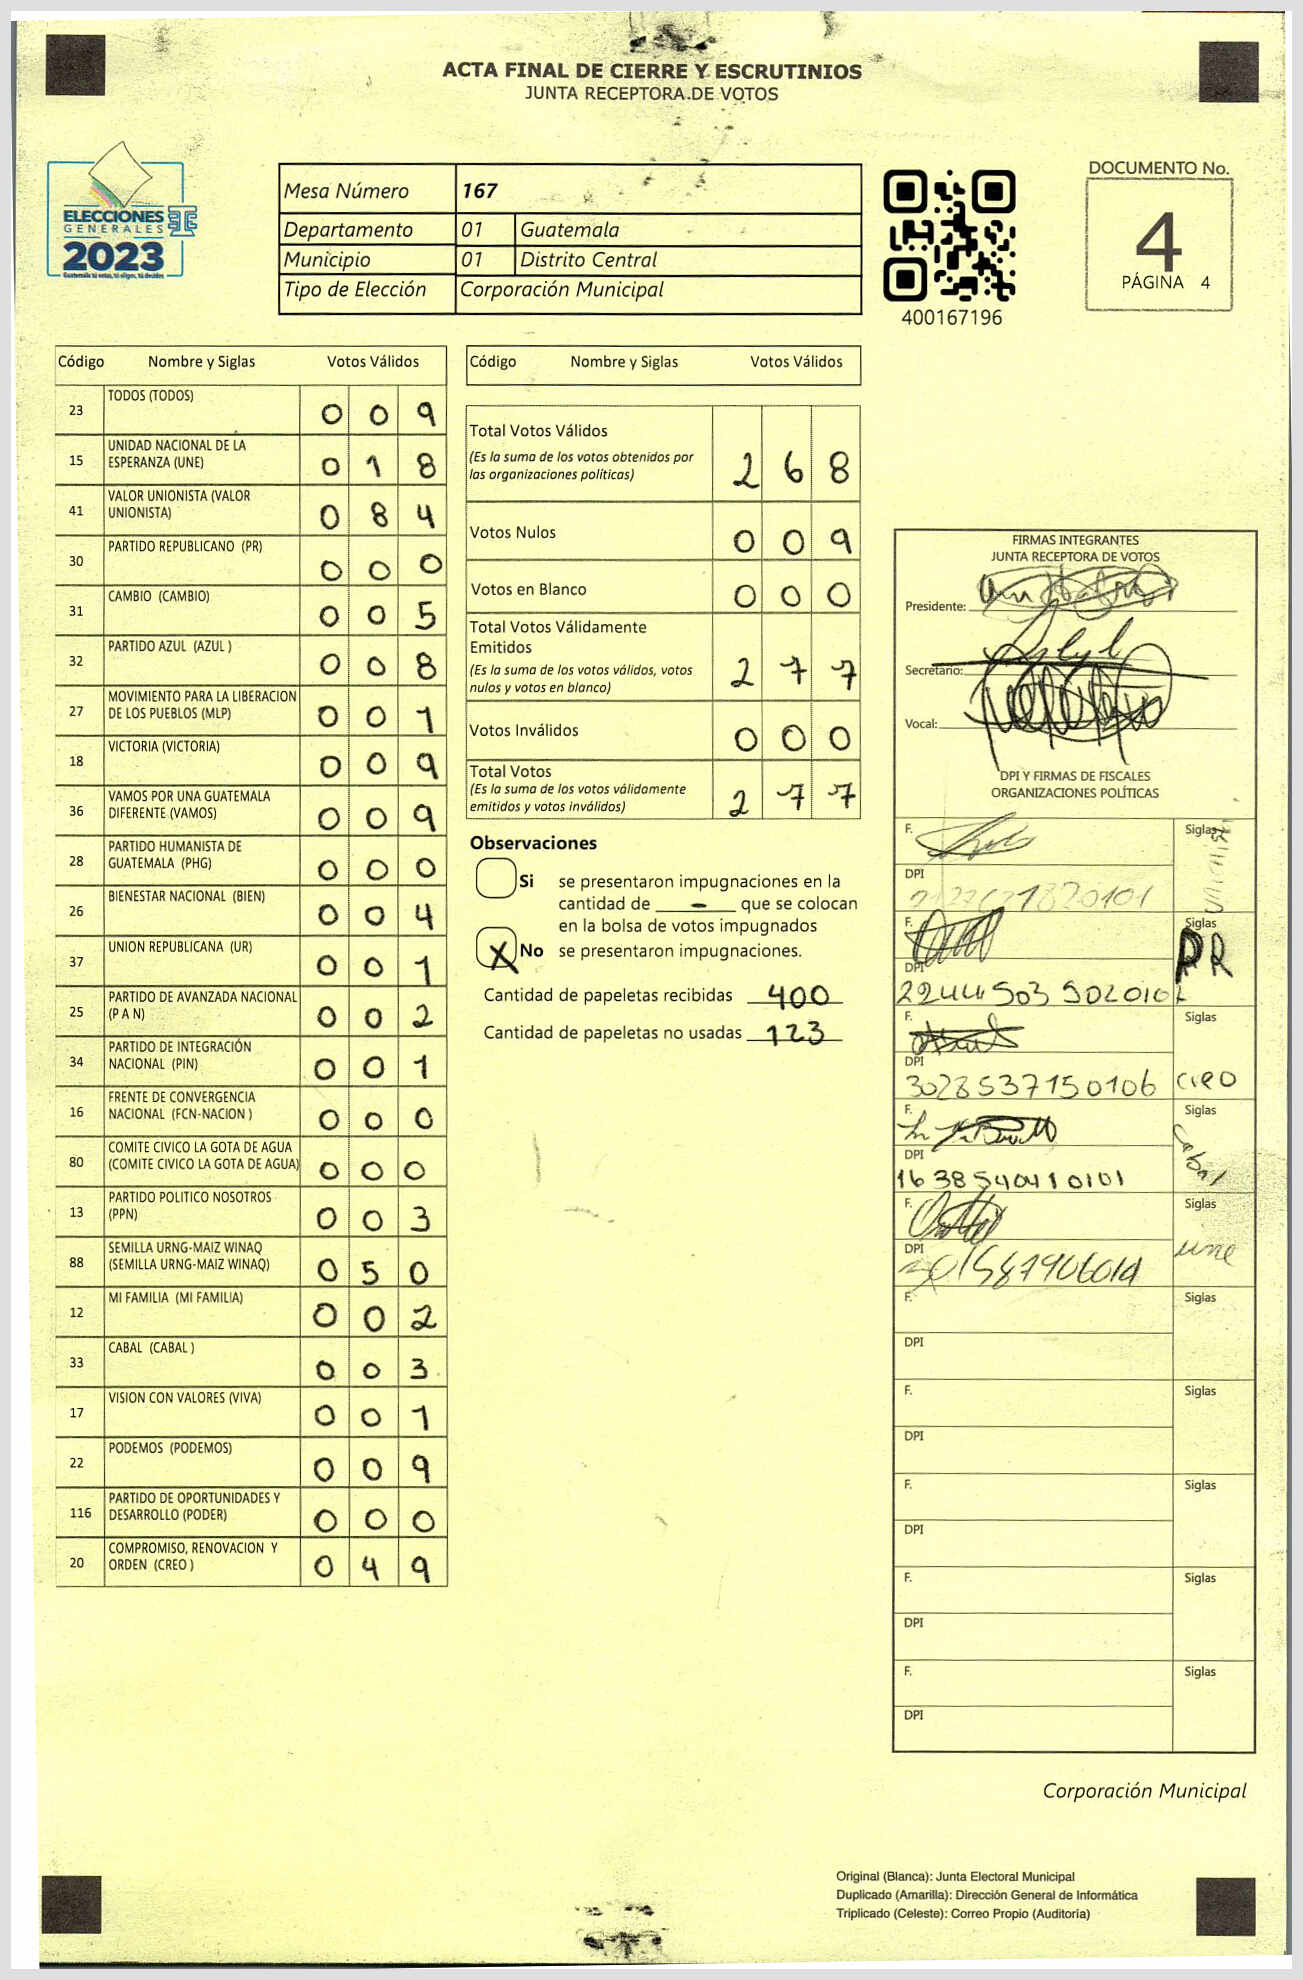 ACTA FINAL DE CIERRE Y ESCRUTINIOS
JUNTA RECEPTORA DE VOTOS
ELECCIONES
GENERALES
2023
Guatemala tú votas, tú eliges, tú decides
Mesa Número 167
Departamento 01 Guatemala
Municipio 01 Distrito Central
Tipo de Elección Corporación Municipal
400167196
DOCUMENTO No.
4
PÁGINA 4
Código Nombre y Siglas Votos Válidos
23 TODOS (TODOS) 0 0 9
15 UNIDAD NACIONAL DE LA
ESPERANZA (UNE) 0 1 8
41 VALOR UNIONISTA (VALOR
UNIONISTA) 0 8 4
30 PARTIDO REPUBLICANO (PR) 0 0 0
31 CAMBIO (CAMBIO) 0 0 5
32 PARTIDO AZUL (AZUL ) 0 0 8
27 MOVIMIENTO PARA LA LIBERACION
DE LOS PUEBLOS (MLP) 0 0 1
18 VICTORIA (VICTORIA) 0 0 9
36 VAMOS POR UNA GUATEMALA
DIFERENTE (VAMOS) 0 0 9
28 PARTIDO HUMANISTA DE
GUATEMALA (PHG) 0 0 0
26 BIENESTAR NACIONAL (BIEN) 0 0 4
37 UNION REPUBLICANA (UR) 0 0 1
25 PARTIDO DE AVANZADA NACIONAL
(P A N) 0 0 2
34 PARTIDO DE INTEGRACIÓN
NACIONAL (PIN) 0 0 1
16 FRENTE DE CONVERGENCIA
NACIONAL (FCN-NACION ) 0 0 0
80 COMITE CIVICO LA GOTA DE AGUA
(COMITE CIVICO LA GOTA DE AGUA) 0 0 0
13 PARTIDO POLITICO NOSOTROS
(PPN) 0 0 3
88 SEMILLA URNG-MAIZ WINAQ
(SEMILLA URNG-MAIZ WINAQ) 0 5 0
12 MI FAMILIA (MI FAMILIA) 0 0 2
33 CABAL (CABAL ) 0 0 3
17 VISION CON VALORES (VIVA) 0 0 1
22 PODEMOS (PODEMOS) 0 0 9
116 PARTIDO DE OPORTUNIDADES Y
DESARROLLO (PODER) 0 0 0
20 COMPROMISO, RENOVACION Y
ORDEN (CREO ) 0 4 9
Código Nombre y Siglas Votos Válidos
Total Votos Válidos
(Es la suma de los votos obtenidos por
las organizaciones políticas) 2 6 8
Votos Nulos 0 0 9
Votos en Blanco 0 0 0
Total Votos Válidamente
Emitidos
(Es la suma de los votos válidos, votos
nulos y votos en blanco) 2 7 7
Votos Inválidos 0 0 0
Total Votos
(Es la suma de los votos válidamente
emitidos y votos inválidos) 2 7 7
Observaciones
Si se presentaron impugnaciones en la
cantidad de - que se colocan
en la bolsa de votos impugnados
X No se presentaron impugnaciones.
Cantidad de papeletas recibidas 400
Cantidad de papeletas no usadas 123
FIRMAS INTEGRANTES
JUNTA RECEPTORA DE VOTOS
Presidente:
Secretario:
Vocal:
DPI Y FIRMAS DE FISCALES
ORGANIZACIONES POLÍTICAS
F. Siglas
DPI
F. Siglas PR
DPI
F. Siglas
DPI
3028537150106 creo
F. Siglas
DPI cabal
1638540410101
F. Siglas
DPI une
F. Siglas
DPI
F. Siglas
DPI
F. Siglas
DPI
F. Siglas
DPI
F. Siglas
DPI
Corporación Municipal
Original (Blanca): Junta Electoral Municipal
Duplicado (Amarilla): Dirección General de Informática
Triplicado (Celeste): Correo Propio (Auditoría)